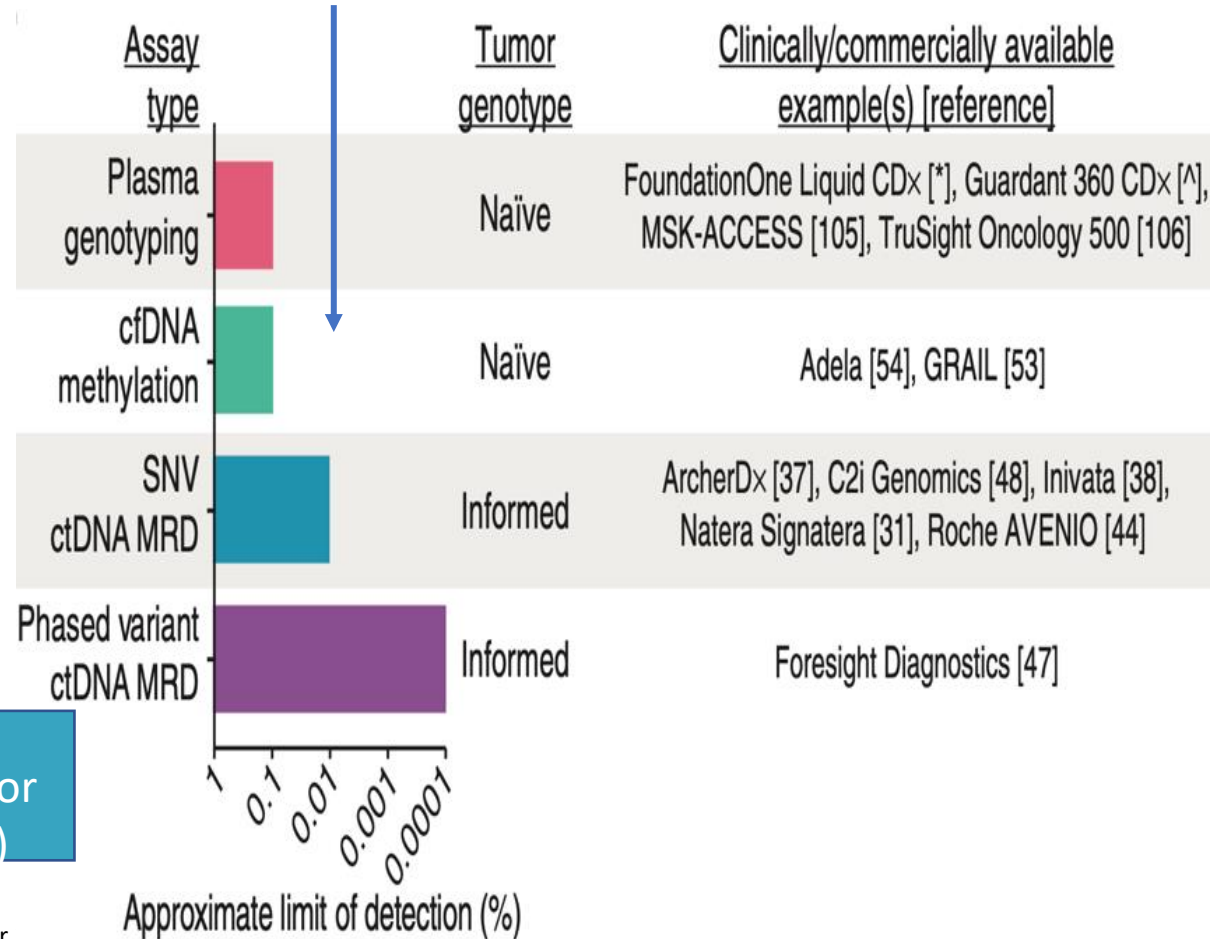 Assay
type
Tumor
genotype
Clinically/commercially available
example(s) [reference]
Plasma
genotyping
Naïve
FoundationOne Liquid CD× [*], Guardant 360 CD× [^],
MSK-ACCESS [105], TruSight Oncology 500 [106]
cfDNA
methylation
Naïve
Adela [54], GRAIL [53]
SNV
ctDNA MRD
Informed
ArcherD× [37], C2i Genomics [48], Inivata [38],
Natera Signatera [31], Roche AVENIO [44]
Phased variant
ctDNA MRD
Informed
Foresight Diagnostics [47]
or
)
1
0.1
0.01
0.001
0.0001
Approximate limit of detection (%)